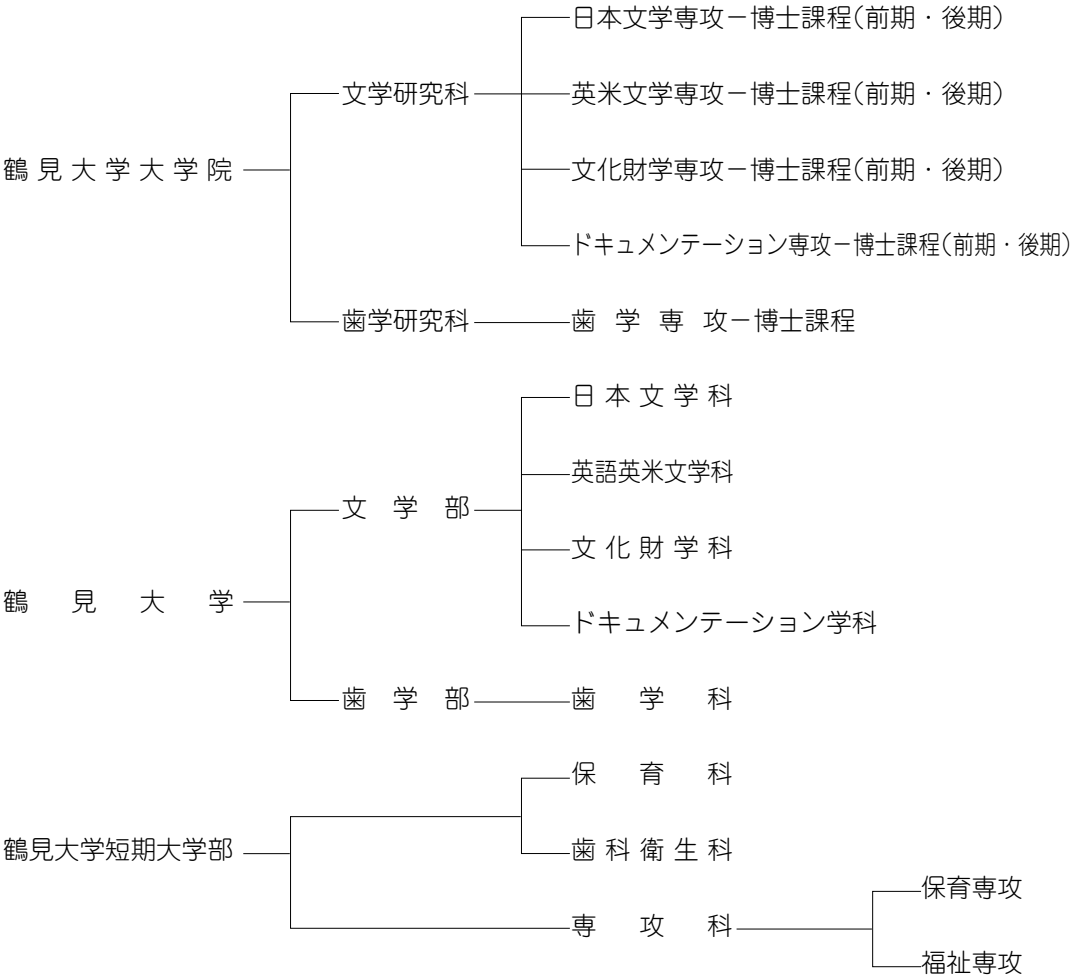 日本文学専攻－博士課程(前期・後期)
文学研究科
英米文学専攻－博士課程(前期・後期)
鶴見大学大学院
文化財学専攻－博士課程(前期・後期)
ドキュメンテーション専攻－博士課程(前期・後期)
歯学研究科
歯学専攻－博士課程
日本文学科
英語英米文学科
文学部
文化財学科
鶴見大学
ドキュメンテーション学科
歯学部
歯学科
保育科
鶴見大学短期大学部
歯科衛生科
保育専攻
専攻科
福祉専攻